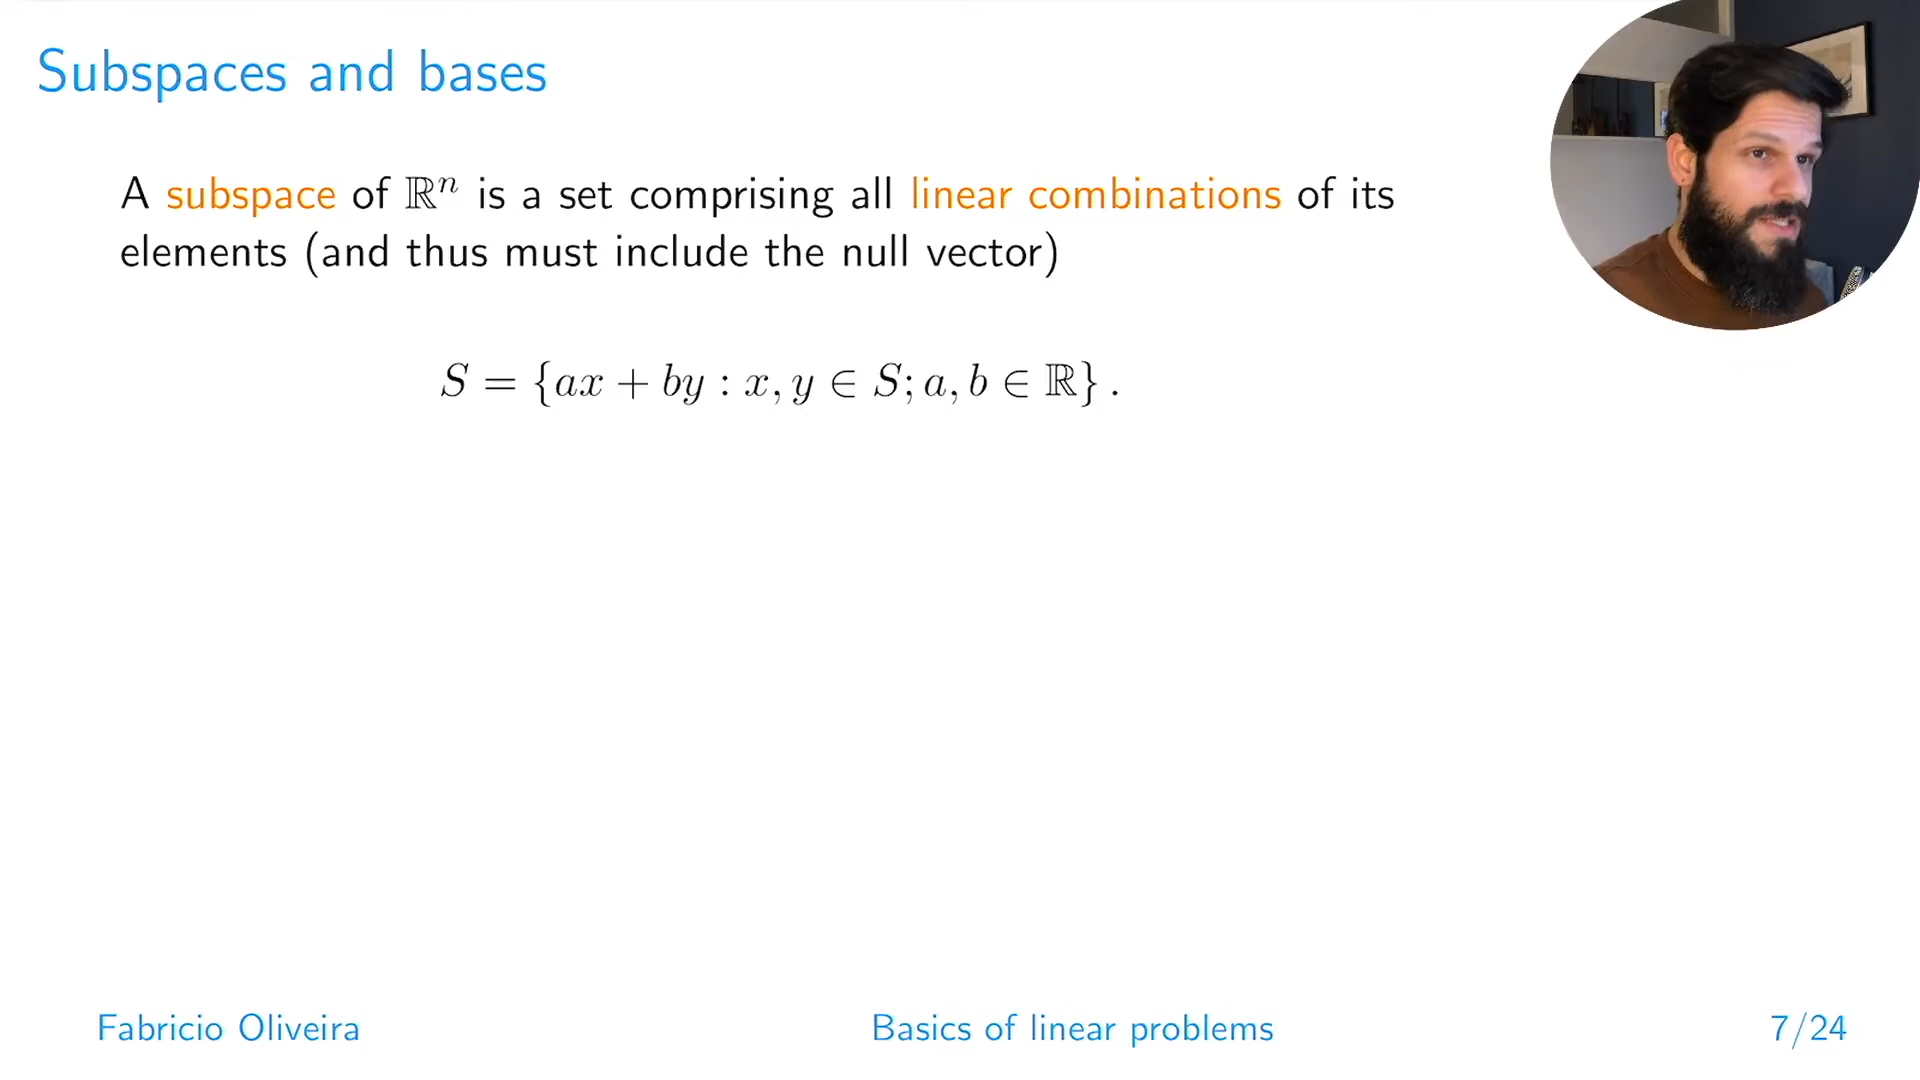 Subspaces and bases
A subspace of ℝⁿ is a set comprising all linear combinations of its
elements (and thus must include the null vector)
S = {ax + by : x, y ∈ S; a, b ∈ ℝ} .
Fabricio Oliveira
Basics of linear problems
7/24